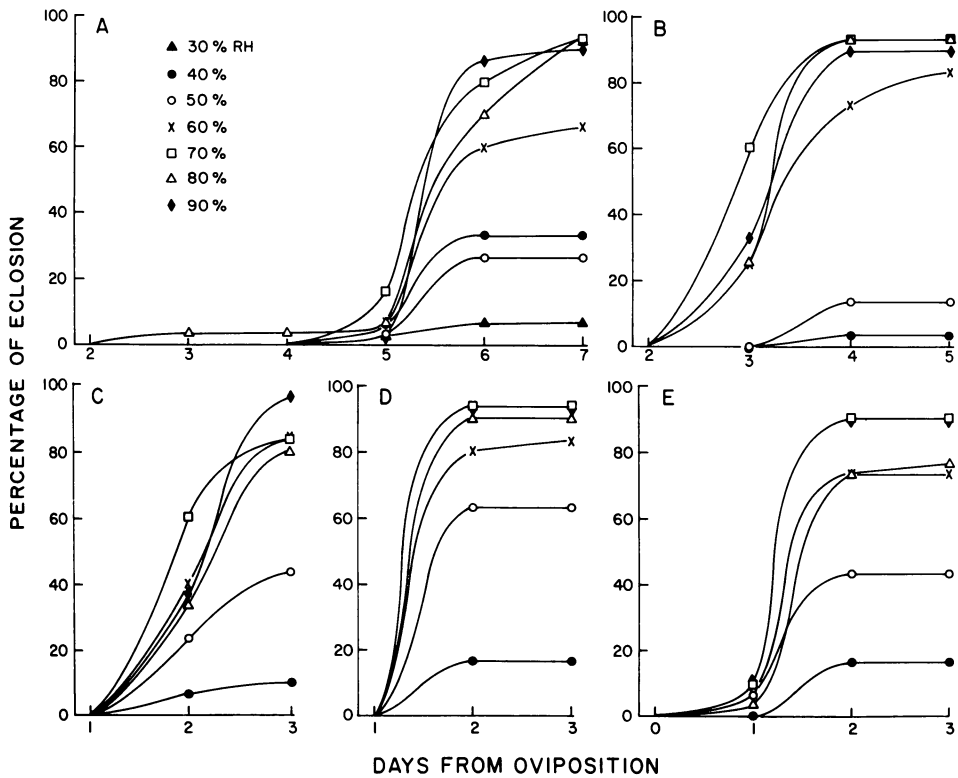 PERCENTAGE OF ECLOSION
A
100
80
60
40
20
0
30 % RH
40 %
50 %
60 %
70 %
80 %
90 %
2 3 4 5 6 7
B
100
80
60
40
20
0
2 3 4 5
C
100
80
60
40
20
0
1 2 3
D
100
80
60
40
20
0
1 2 3
E
100
80
60
40
20
0
0 1 2 3
DAYS FROM OVIPOSITION